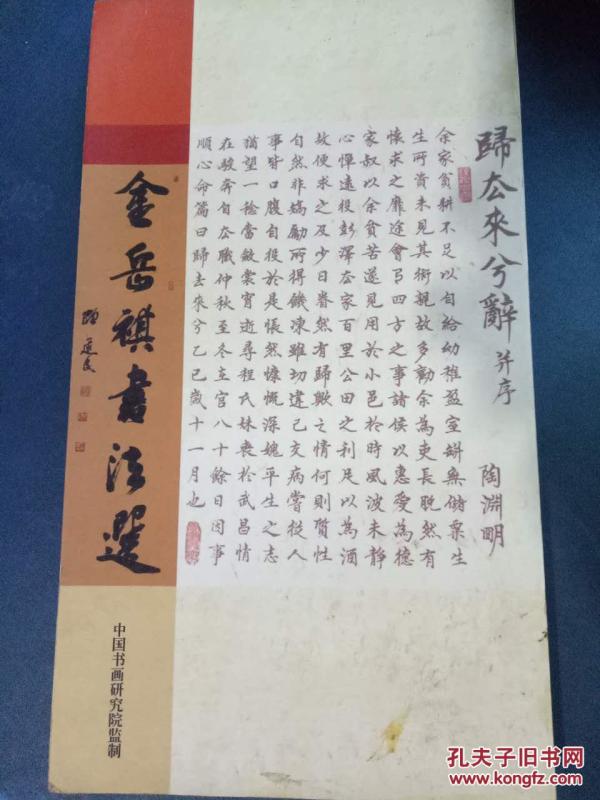 歸去來兮辭 并序 陶淵明
余家貧耕不足以自給幼稚盈室缾無儲粟生
生所資未見其術親故多勸余為吏長脫然有
懷求之靡途會有四方之事諸侯以惠愛為德
家叔以余貧苦遂見用於小邑於時風波未靜
心憚遠役彭澤去家百里公田之利足以為酒
故便求之及少日眷然有歸歟之情何則質性
自然非矯勵所得饑凍雖切違己交病嘗從人
事皆口腹自役於是悵然慷慨深媿平生之志
猶望一稔當斂裳宵逝尋程氏妹喪於武昌情
在駿奔自去職仲秋至冬在官八十餘日因事
順心命篇曰歸去來兮乙巳歲十一月也
金岳祺書法選
中国书画研究院监制
孔夫子旧书网
www.kongfz.com